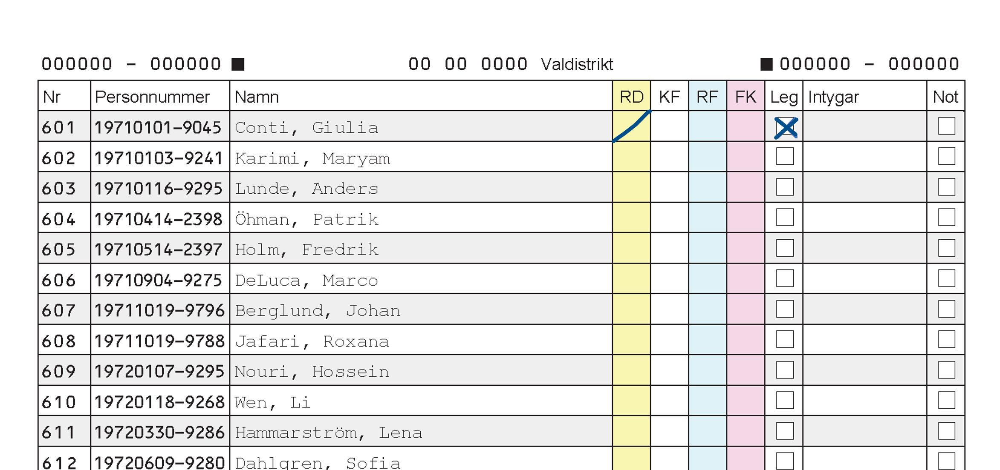 000000 - 000000 00 00 0000 Valdistrikt 000000 - 000000
Nr Personnummer Namn RD KF RF FK Leg Intygar Not
601 19710101-9045 Conti, Giulia
602 19710103-9241 Karimi, Maryam
603 19710116-9295 Lunde, Anders
604 19710414-2398 Öhman, Patrik
605 19710514-2397 Holm, Fredrik
606 19710904-9275 DeLuca, Marco
607 19711019-9796 Berglund, Johan
608 19711019-9788 Jafari, Roxana
609 19720107-9295 Nouri, Hossein
610 19720118-9268 Wen, Li
611 19720330-9286 Hammarström, Lena
612 19720609-9280 Dahlgren, Sofia